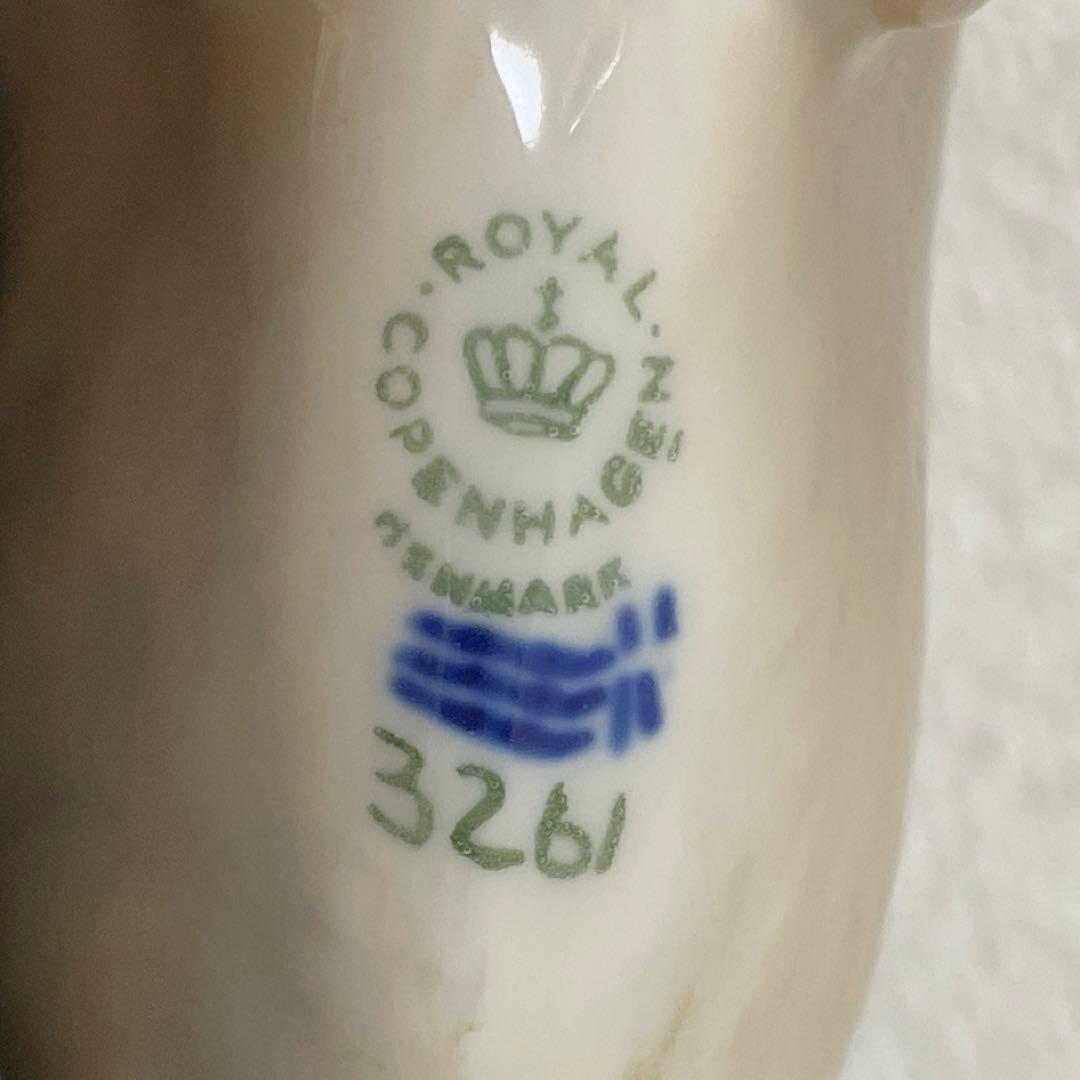 · ROYAL ·
COPENHAGEN
DENMARK
3261